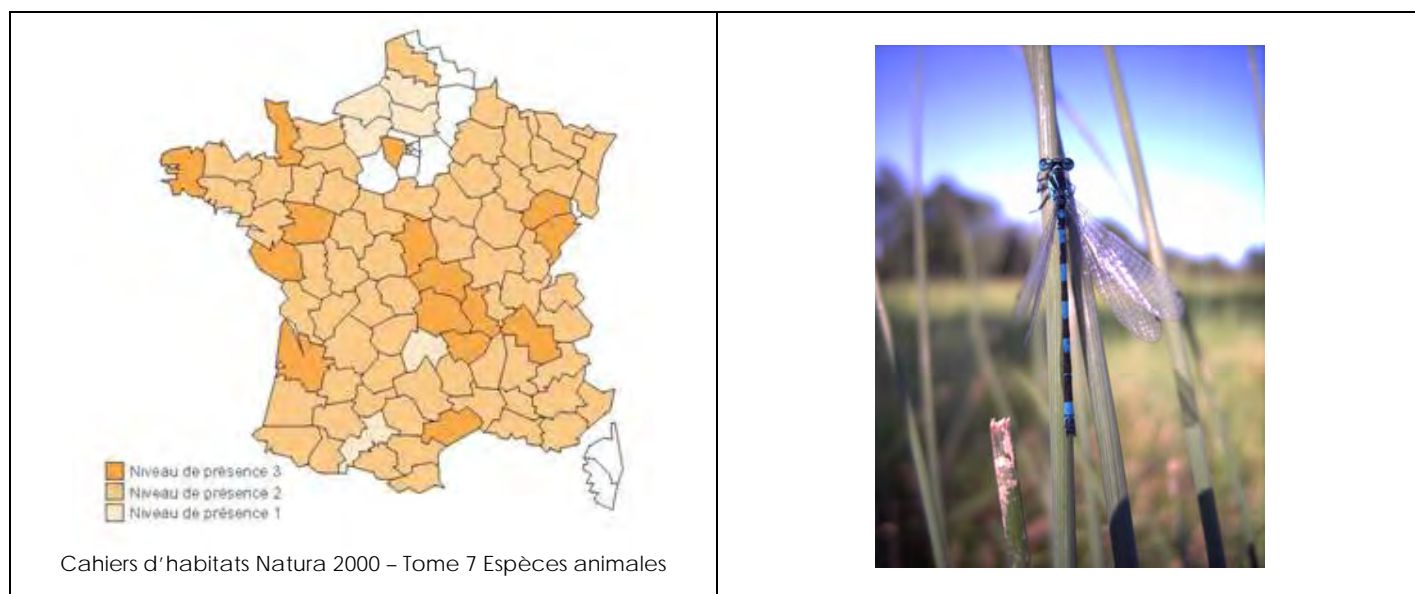 Niveau de présence 3
Niveau de présence 2
Niveau de présence 1
Cahiers d'habitats Natura 2000 – Tome 7 Espèces animales